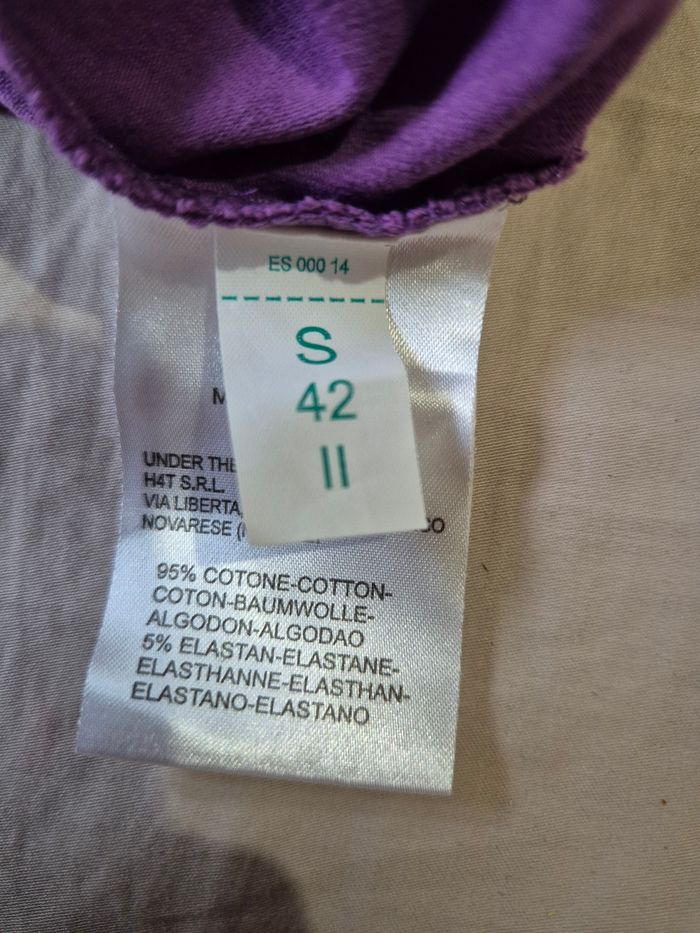 ES 000 14
S
42
II
M
UNDER THE
H4T S.R.L.
VIA LIBERTA,
NOVARESE (
CO
95% COTONE-COTTON-
COTON-BAUMWOLLE-
ALGODON-ALGODAO
5% ELASTAN-ELASTANE-
ELASTHANNE-ELASTHAN-
ELASTANO-ELASTANO